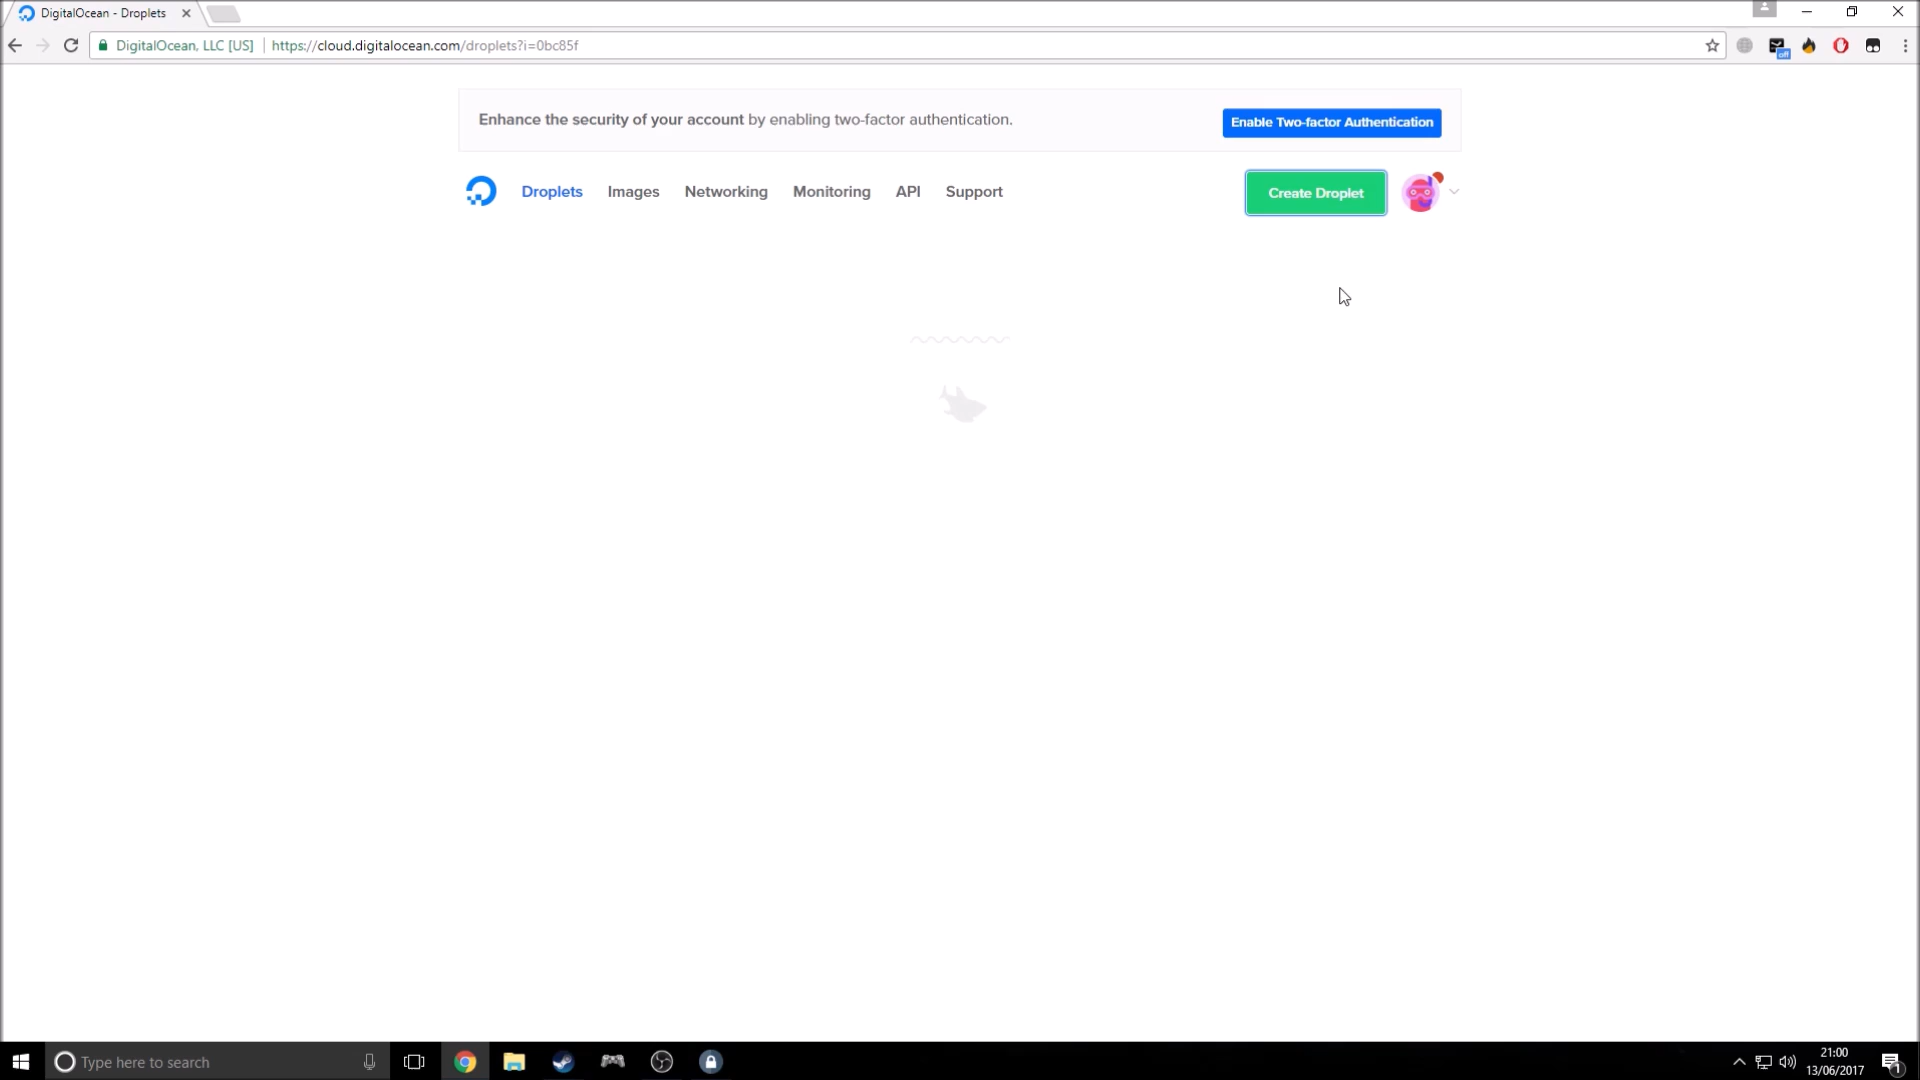 DigitalOcean - Droplets
DigitalOcean, LLC [US] https://cloud.digitalocean.com/droplets?i=0bc85f
off
Enhance the security of your account by enabling two-factor authentication.
Enable Two-factor Authentication
Droplets Images Networking Monitoring API Support
Create Droplet
Type here to search
21:00
13/06/2017
1